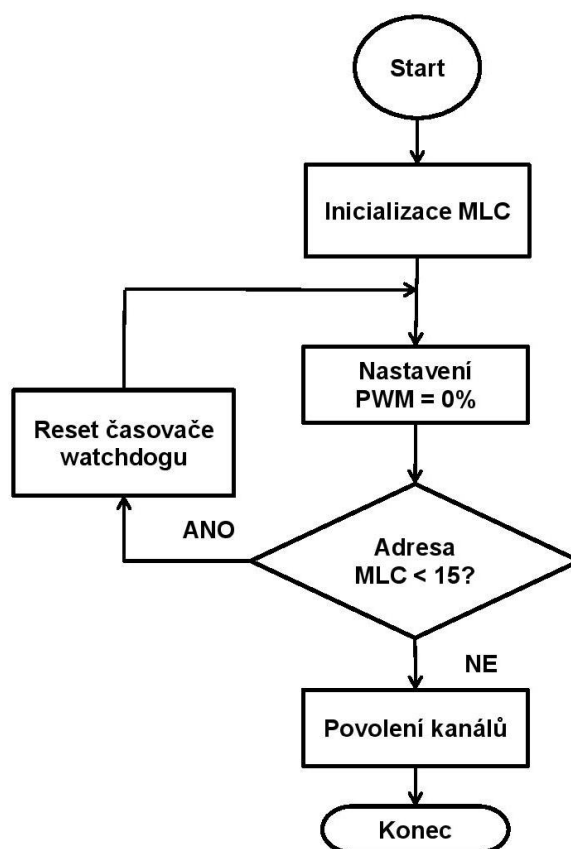 Start
Inicializace MLC
Nastavení
PWM = 0%
Reset časovače
watchdogu
ANO
Adresa
MLC < 15?
NE
Povolení kanálů
Konec